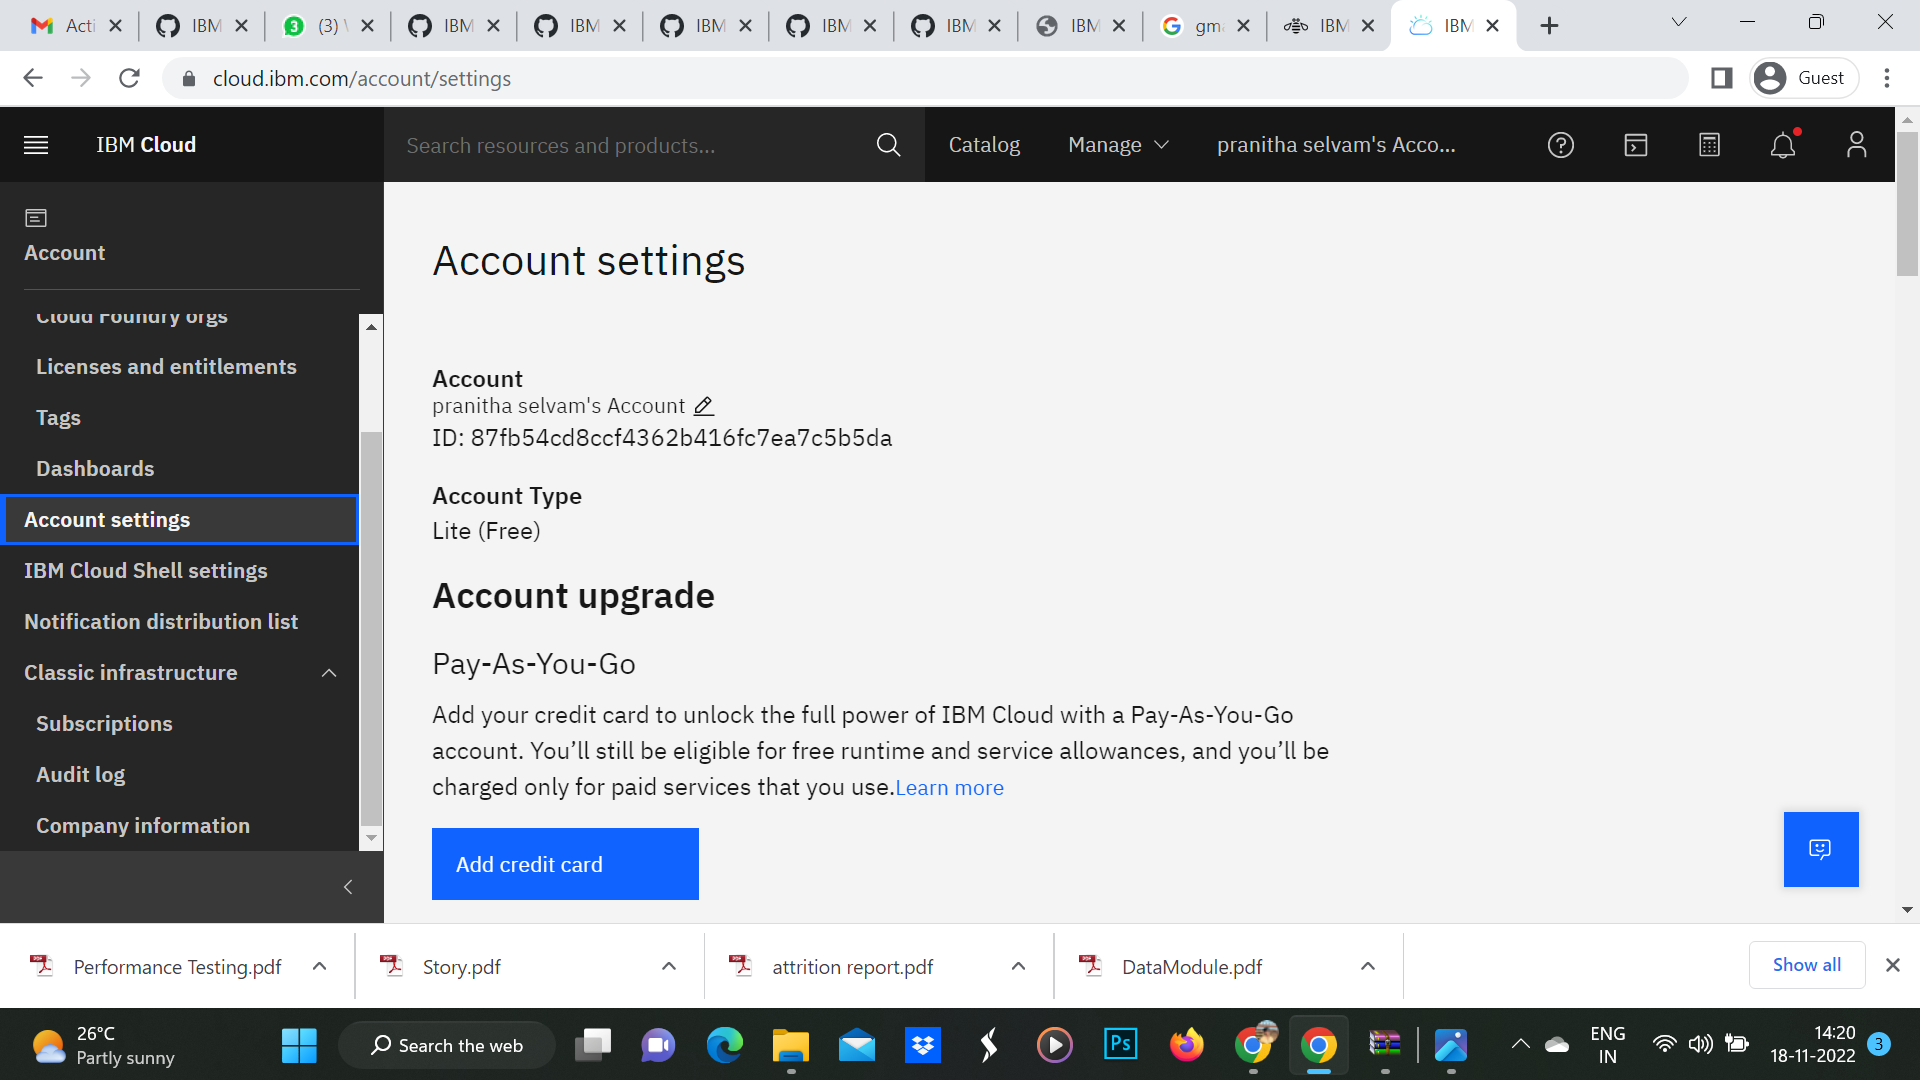 Acti
IBM
(3)
IBM
IBM
IBM
IBM
IBM
IBM
gma
IBM
IBM
cloud.ibm.com/account/settings
Guest
IBM Cloud
Search resources and products...
Catalog
Manage
pranitha selvam's Acco...
Account
Cloud Foundry orgs
Licenses and entitlements
Tags
Dashboards
Account settings
IBM Cloud Shell settings
Notification distribution list
Classic infrastructure
Subscriptions
Audit log
Company information
Account settings
Account
pranitha selvam's Account
ID: 87fb54cd8ccf4362b416fc7ea7c5b5da
Account Type
Lite (Free)
Account upgrade
Pay-As-You-Go
Add your credit card to unlock the full power of IBM Cloud with a Pay-As-You-Go
account. You’ll still be eligible for free runtime and service allowances, and you’ll be
charged only for paid services that you use.Learn more
Add credit card
Performance Testing.pdf
Story.pdf
attrition report.pdf
DataModule.pdf
Show all
26°C
Partly sunny
Search the web
Ps
ENG
IN
14:20
18-11-2022
3